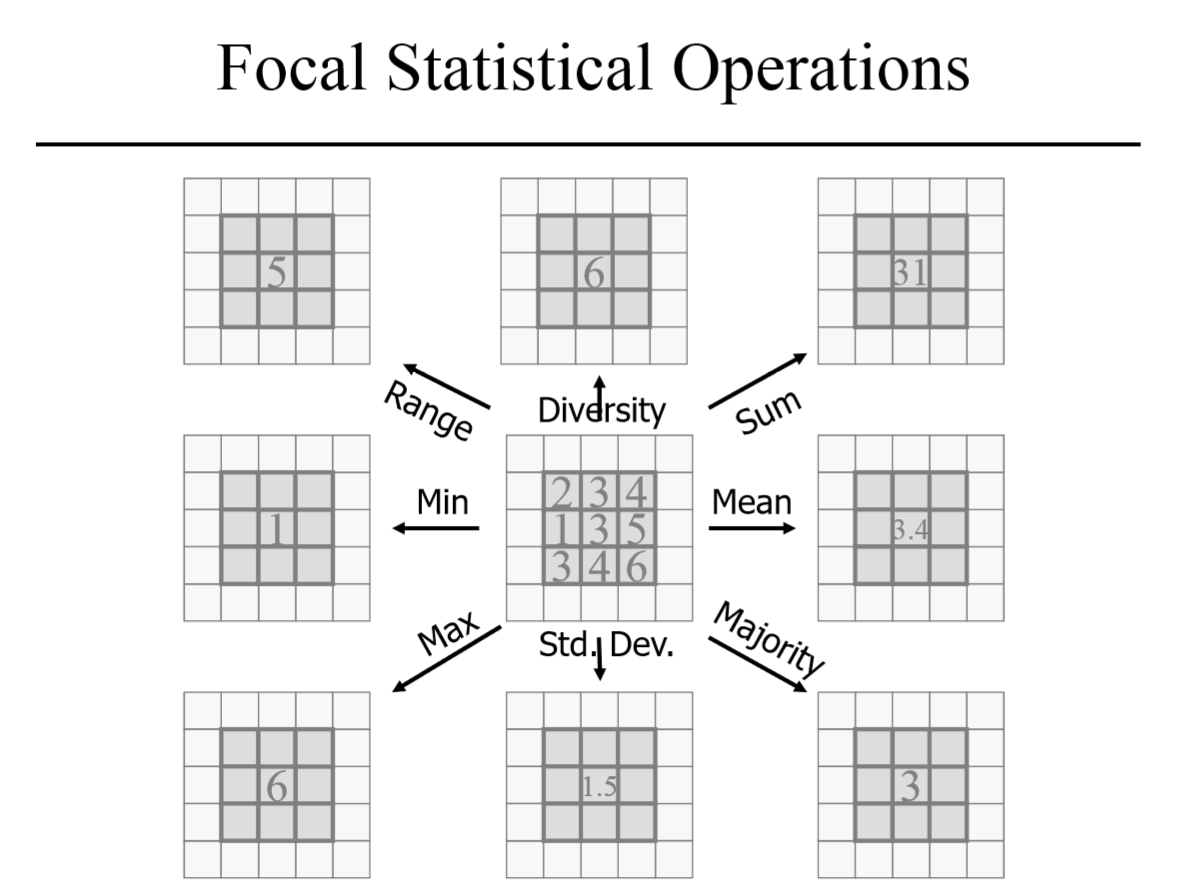 Focal Statistical Operations
5
6
31
Range
Diversity
Sum
Min
Mean
1
2 3 4
1 3 5
3 4 6
3.4
Max
Std. Dev.
Majority
6
1.5
3